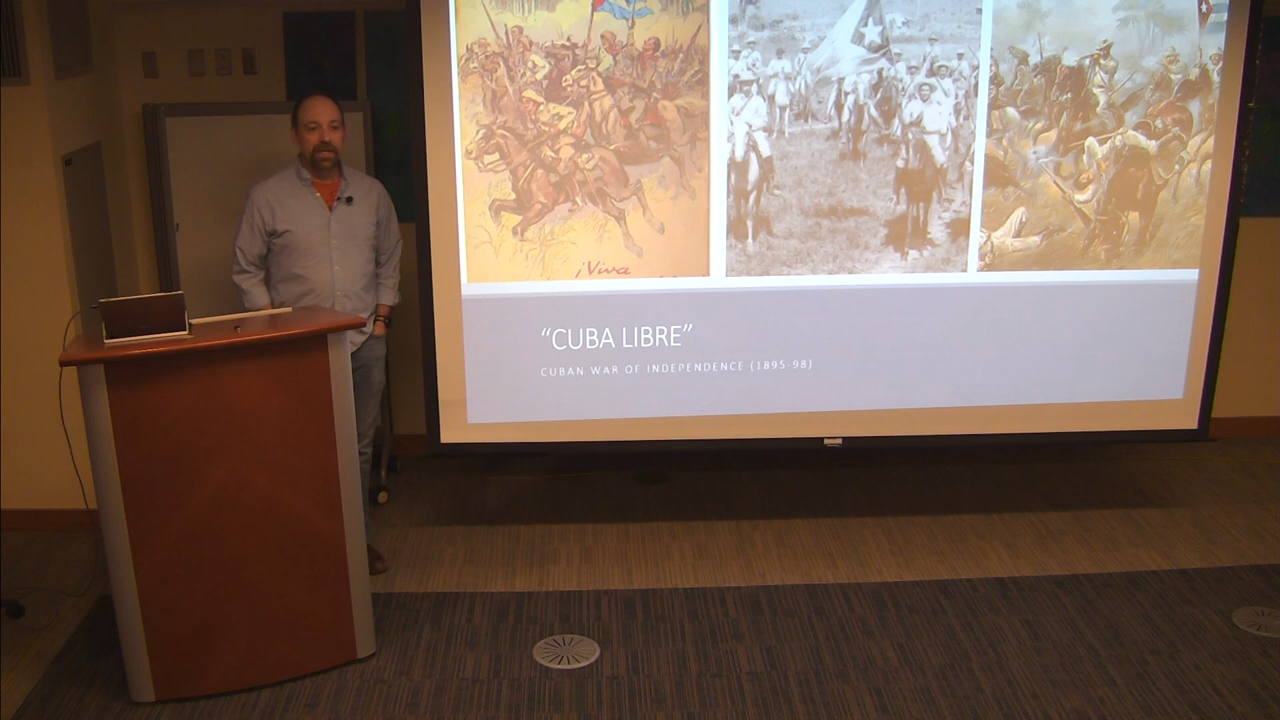 ¡Viva
“CUBA LIBRE”
CUBAN WAR OF INDEPENDENCE (1895-98)